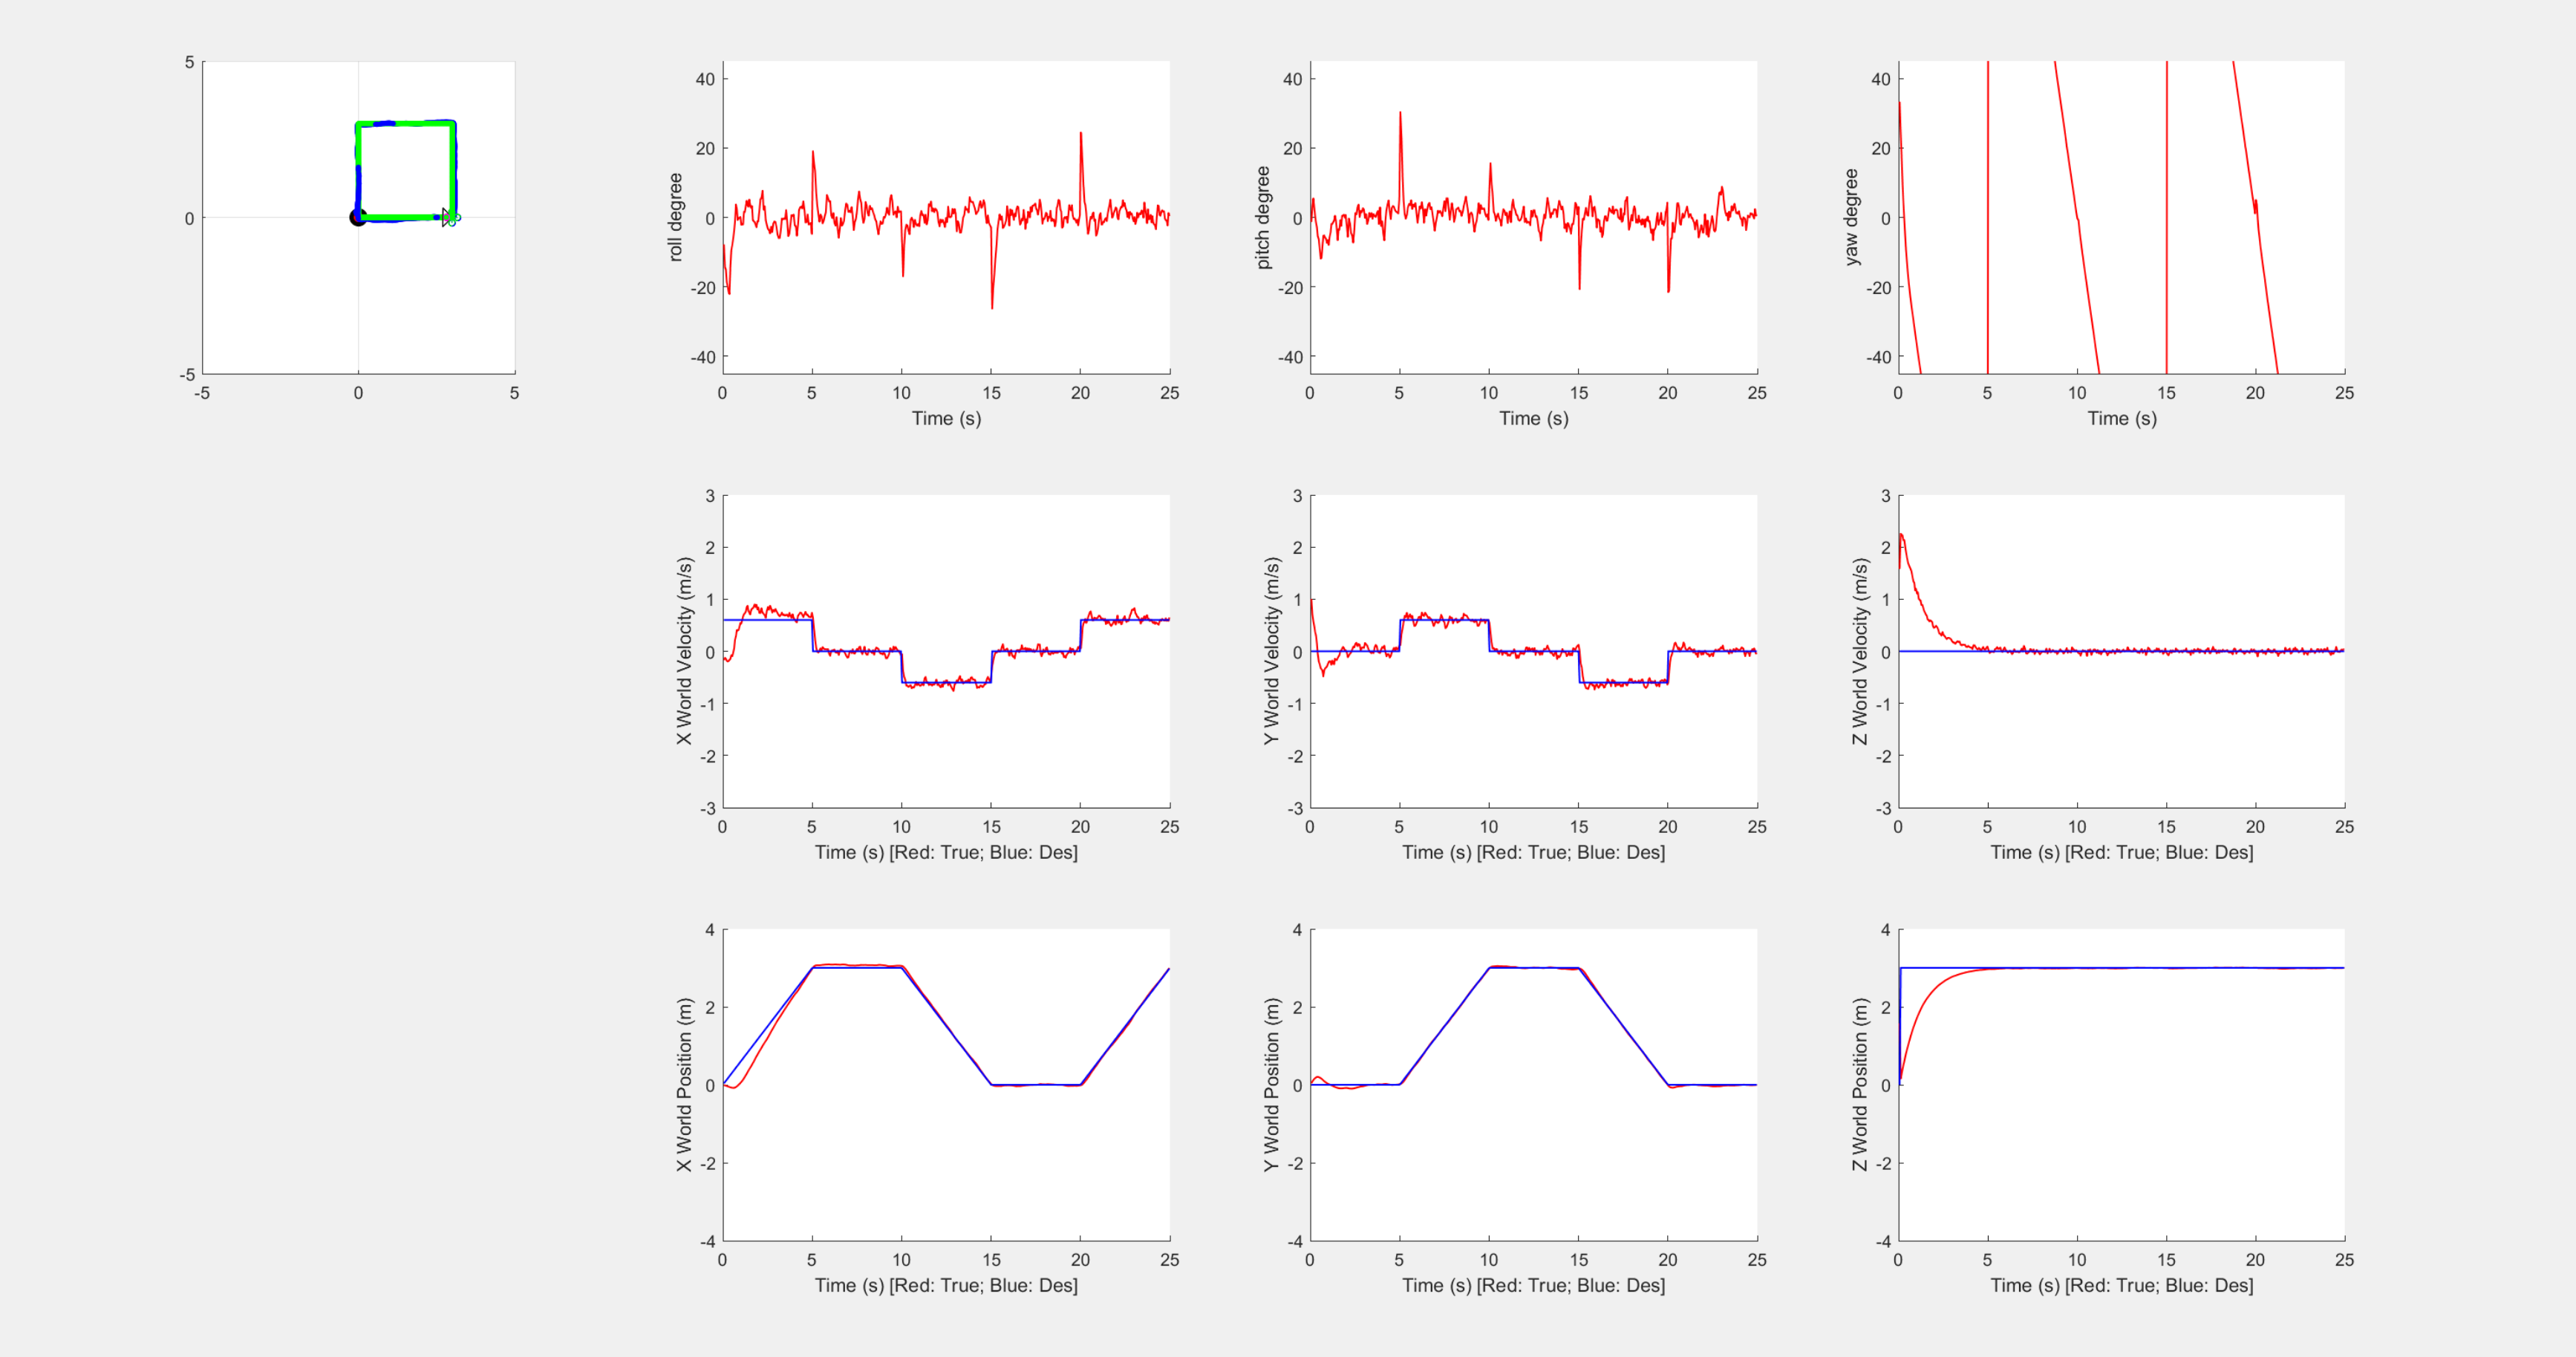 5
0
-5
-5 0 5
roll degree
40
20
0
-20
-40
0 5 10 15 20 25
Time (s)
pitch degree
40
20
0
-20
-40
0 5 10 15 20 25
Time (s)
yaw degree
40
20
0
-20
-40
0 5 10 15 20 25
Time (s)
X World Velocity (m/s)
3
2
1
0
-1
-2
-3
0 5 10 15 20 25
Time (s) [Red: True; Blue: Des]
Y World Velocity (m/s)
3
2
1
0
-1
-2
-3
0 5 10 15 20 25
Time (s) [Red: True; Blue: Des]
Z World Velocity (m/s)
3
2
1
0
-1
-2
-3
0 5 10 15 20 25
Time (s) [Red: True; Blue: Des]
X World Position (m)
4
2
0
-2
-4
0 5 10 15 20 25
Time (s) [Red: True; Blue: Des]
Y World Position (m)
4
2
0
-2
-4
0 5 10 15 20 25
Time (s) [Red: True; Blue: Des]
Z World Position (m)
4
2
0
-2
-4
0 5 10 15 20 25
Time (s) [Red: True; Blue: Des]